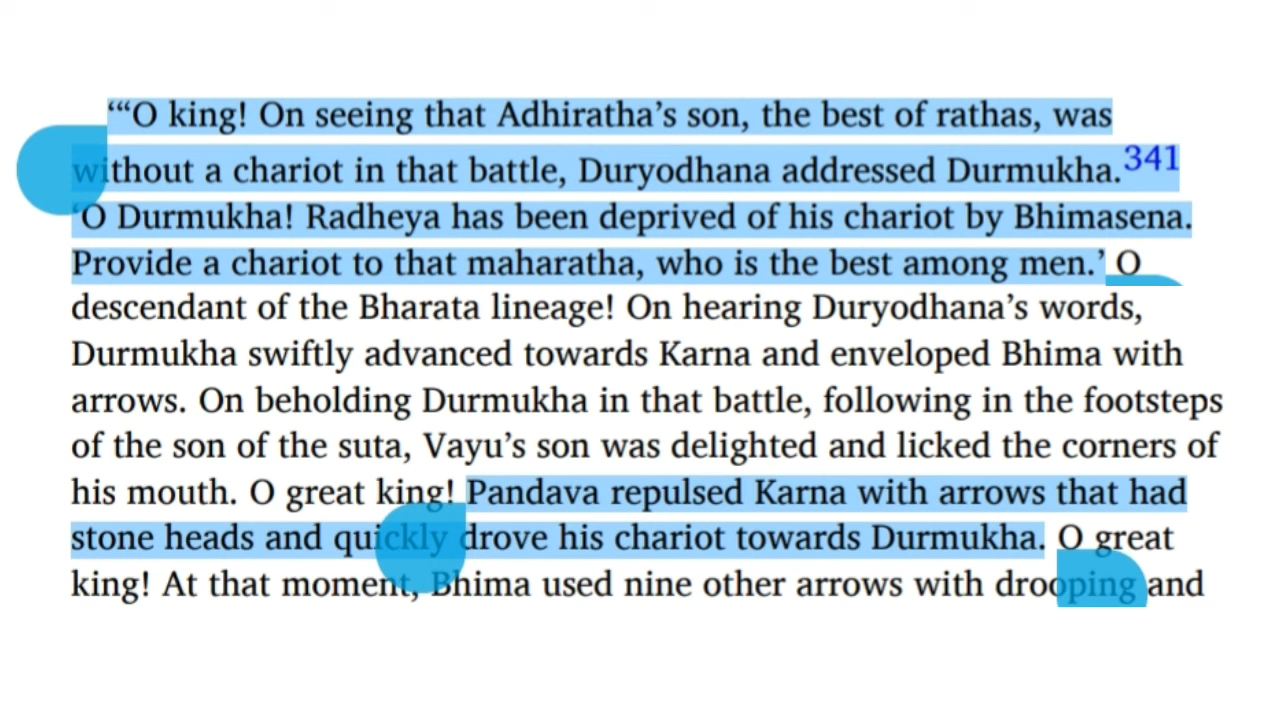 ‘“O king! On seeing that Adhiratha’s son, the best of rathas, was
without a chariot in that battle, Duryodhana addressed Durmukha.341
‘O Durmukha! Radheya has been deprived of his chariot by Bhimasena.
Provide a chariot to that maharatha, who is the best among men.’ O
descendant of the Bharata lineage! On hearing Duryodhana’s words,
Durmukha swiftly advanced towards Karna and enveloped Bhima with
arrows. On beholding Durmukha in that battle, following in the footsteps
of the son of the suta, Vayu’s son was delighted and licked the corners of
his mouth. O great king! Pandava repulsed Karna with arrows that had
stone heads and quickly drove his chariot towards Durmukha. O great
king! At that moment, Bhima used nine other arrows with drooping and